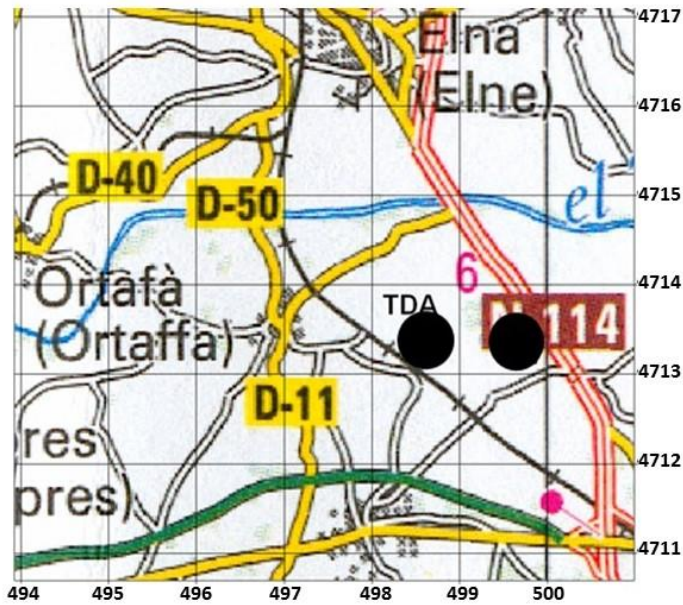 4717
Elna
(Elne)
4716
D-40
D-50
4715
el
6
4714
Ortafà
(Ortaffa)
TDA
114
4713
D-11
res
4712
pres)
4711
494 495 496 497 498 499 500